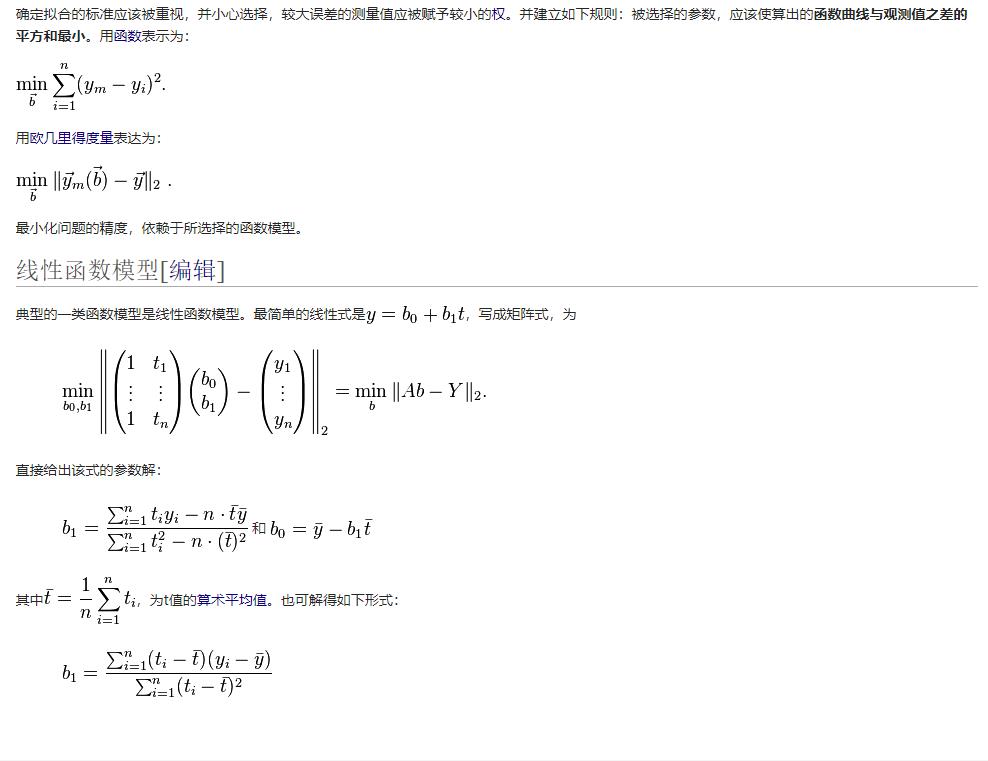 确定拟合的标准应该被重视，并小心选择，较大误差的测量值应被赋予较小的权。并建立如下规则：被选择的参数，应该使算出的函数曲线与观测值之差的
平方和最小。用函数表示为：
\min_{\vec{b}} \sum_{i=1}^{n} (y_m - y_i)^2.
用欧几里得度量表达为：
\min_{\vec{b}} \| \vec{y}_m(\vec{b}) - \vec{y} \|_2 .
最小化问题的精度，依赖于所选择的函数模型。
线性函数模型[编辑]
典型的一类函数模型是线性函数模型。最简单的线性式是y = b_0 + b_1 t，写成矩阵式，为
\min_{b_0,b_1} \left\| \begin{pmatrix} 1 & t_1 \\ \vdots & \vdots \\ 1 & t_n \end{pmatrix} \begin{pmatrix} b_0 \\ b_1 \end{pmatrix} - \begin{pmatrix} y_1 \\ \vdots \\ y_n \end{pmatrix} \right\|_2 = \min_b \| Ab - Y \|_2.
直接给出该式的参数解：
b_1 = \frac{\sum_{i=1}^{n} t_i y_i - n \cdot \bar{t}\bar{y}}{\sum_{i=1}^{n} t_i^2 - n \cdot (\bar{t})^2} 和 b_0 = \bar{y} - b_1 \bar{t}
其中\bar{t} = \frac{1}{n} \sum_{i=1}^{n} t_i，为t值的算术平均值。也可解得如下形式：
b_1 = \frac{\sum_{i=1}^{n} (t_i - \bar{t})(y_i - \bar{y})}{\sum_{i=1}^{n} (t_i - \bar{t})^2}